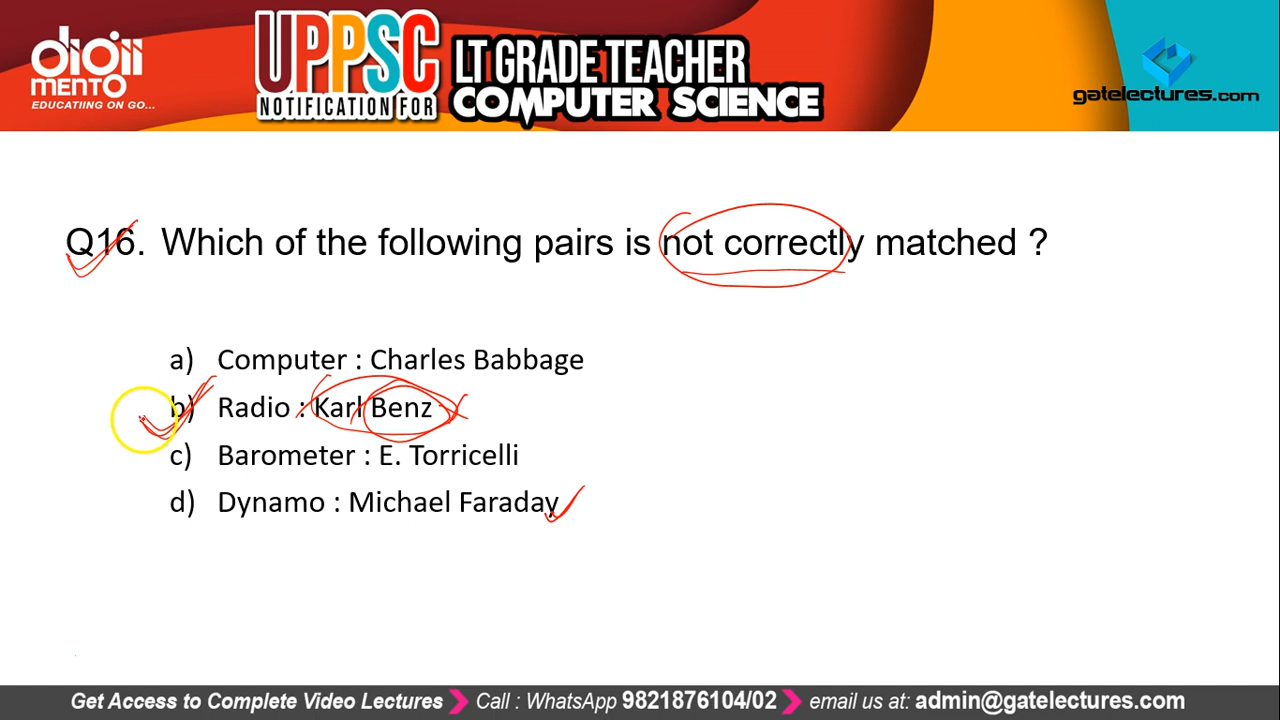 digii
MENTO
EDUCATIING ON GO...
UPPSC
NOTIFICATION FOR
LT GRADE TEACHER
COMPUTER SCIENCE
gatelectures.com
Q16. Which of the following pairs is not correctly matched ?
a) Computer : Charles Babbage
b) Radio : Karl Benz
c) Barometer : E. Torricelli
d) Dynamo : Michael Faraday
Get Access to Complete Video Lectures Call : WhatsApp 9821876104/02 email us at: admin@gatelectures.com